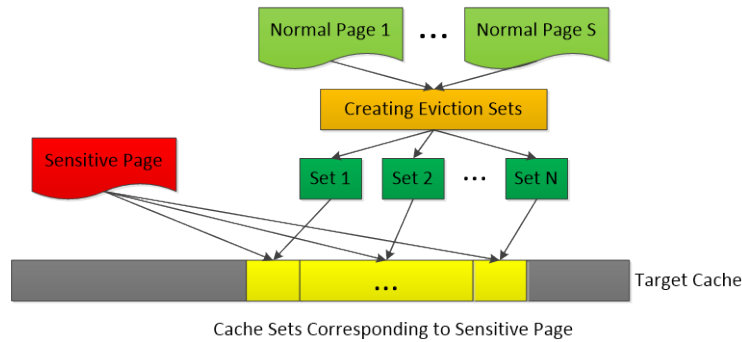 Normal Page 1
...
Normal Page S
Creating Eviction Sets
Sensitive Page
Set 1
Set 2
...
Set N
...
Target Cache
Cache Sets Corresponding to Sensitive Page